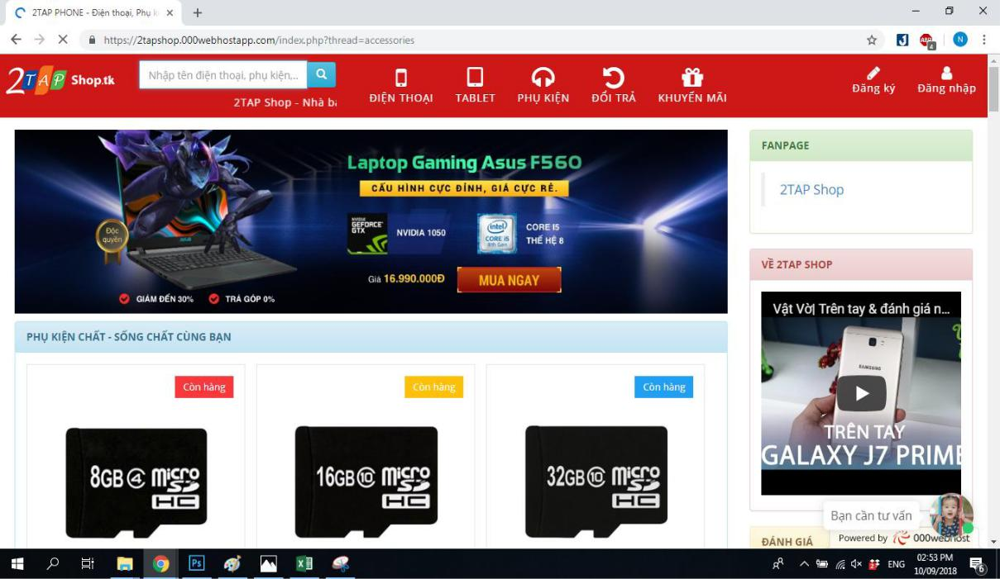 2TAP PHONE - Điện thoại, Phụ k
https://2tapshop.000webhostapp.com/index.php?thread=accessories
ABP
4
N
2TAP Shop.tk
Nhập tên điện thoại, phụ kiện,...
2TAP Shop - Nhà bá
ĐIỆN THOẠI
TABLET
PHỤ KIỆN
ĐỔI TRẢ
KHUYẾN MÃI
Đăng ký
Đăng nhập
Laptop Gaming Asus F560
CẤU HÌNH CỰC ĐỈNH, GIÁ CỰC RẺ.
Độc
quyền
NVIDIA
GEFORCE
GTX
NVIDIA 1050
intel
CORE i5
8th Gen
CORE I5
THẾ HỆ 8
Giá 16.990.000Đ
MUA NGAY
GIẢM ĐẾN 30%
TRẢ GÓP 0%
FANPAGE
2TAP Shop
VỀ 2TAP SHOP
Vật Vờ| Trên tay & đánh giá n...
SAMSUNG
TRÊN TAY
GALAXY J7 PRIME
PHỤ KIỆN CHẤT - SỐNG CHẤT CÙNG BẠN
Còn hàng
Còn hàng
Còn hàng
8GB 4 micro SD HC
16GB 10 micro SD HC
32GB 10 micro SD HC
Bạn cần tư vấn
ĐÁNH GIÁ
Powered by 000webhost
Ps
ENG
02:53 PM
10/09/2018
6